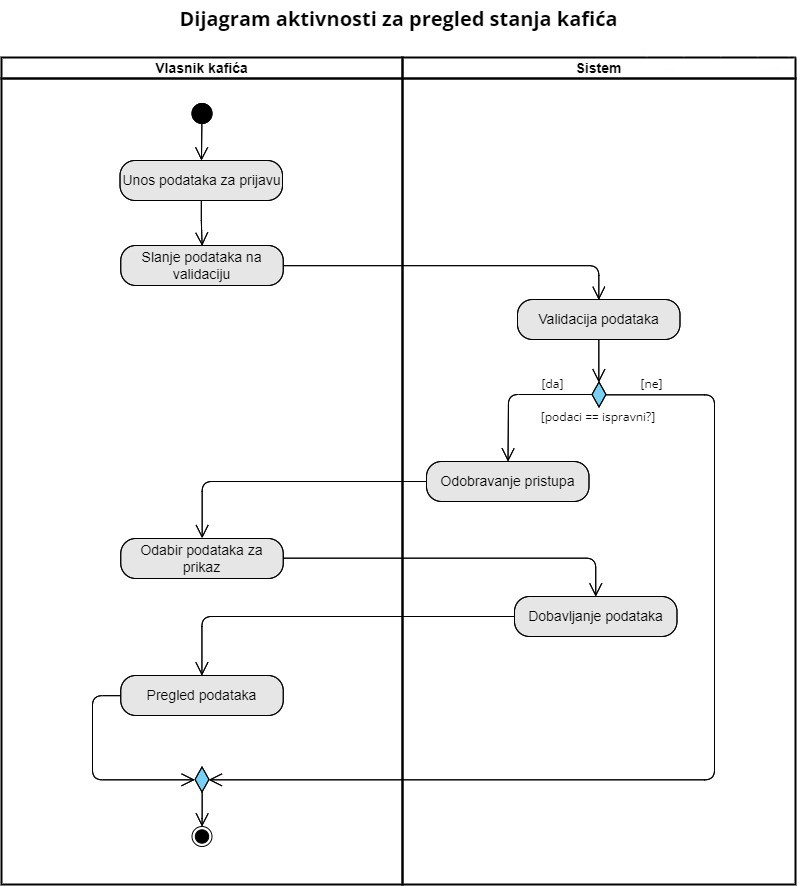 Dijagram aktivnosti za pregled stanja kafića
Vlasnik kafića
Sistem
Unos podataka za prijavu
Slanje podataka na
validaciju
Validacija podataka
[da]
[ne]
[podaci == ispravni?]
Odobravanje pristupa
Odabir podataka za
prikaz
Dobavljanje podataka
Pregled podataka